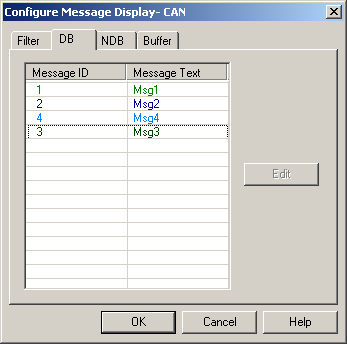 Configure Message Display- CAN
Filter DB NDB Buffer
Message ID Message Text
1 Msg1
2 Msg2
4 Msg4
3 Msg3
Edit
OK Cancel Help